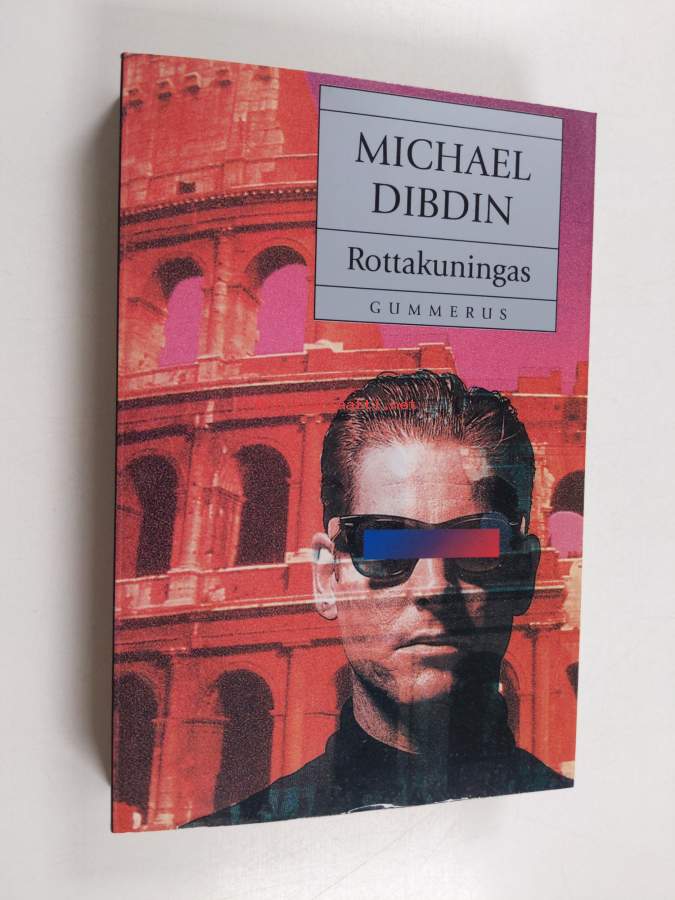 MICHAEL
DIBDIN
Rottakuningas
GUMMERUS